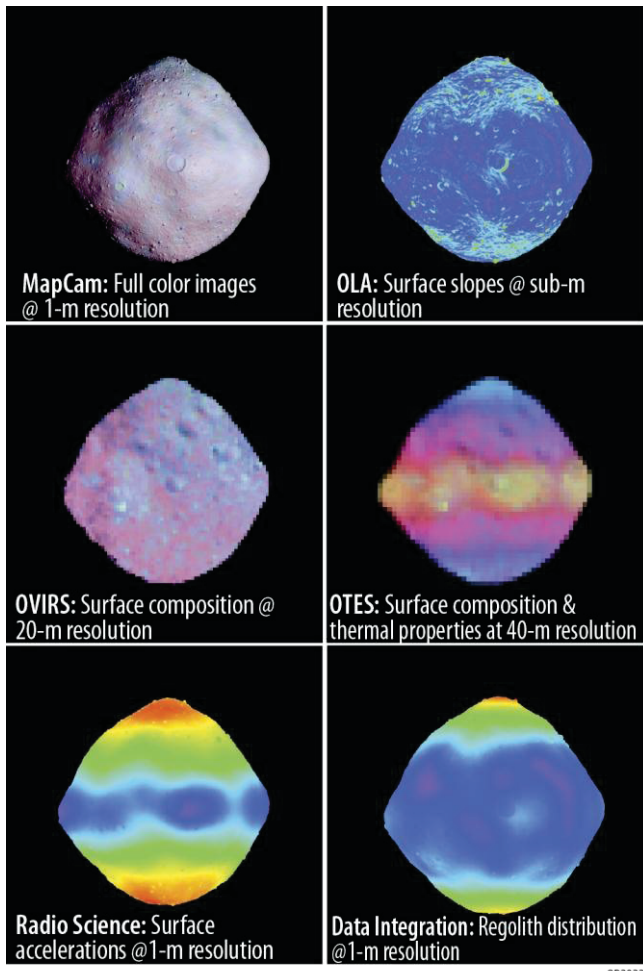 MapCam: Full color images
@ 1-m resolution
OLA: Surface slopes @ sub-m
resolution
OVIRS: Surface composition @
20-m resolution
OTES: Surface composition &
thermal properties at 40-m resolution
Radio Science: Surface
accelerations @1-m resolution
Data Integration: Regolith distribution
@1-m resolution